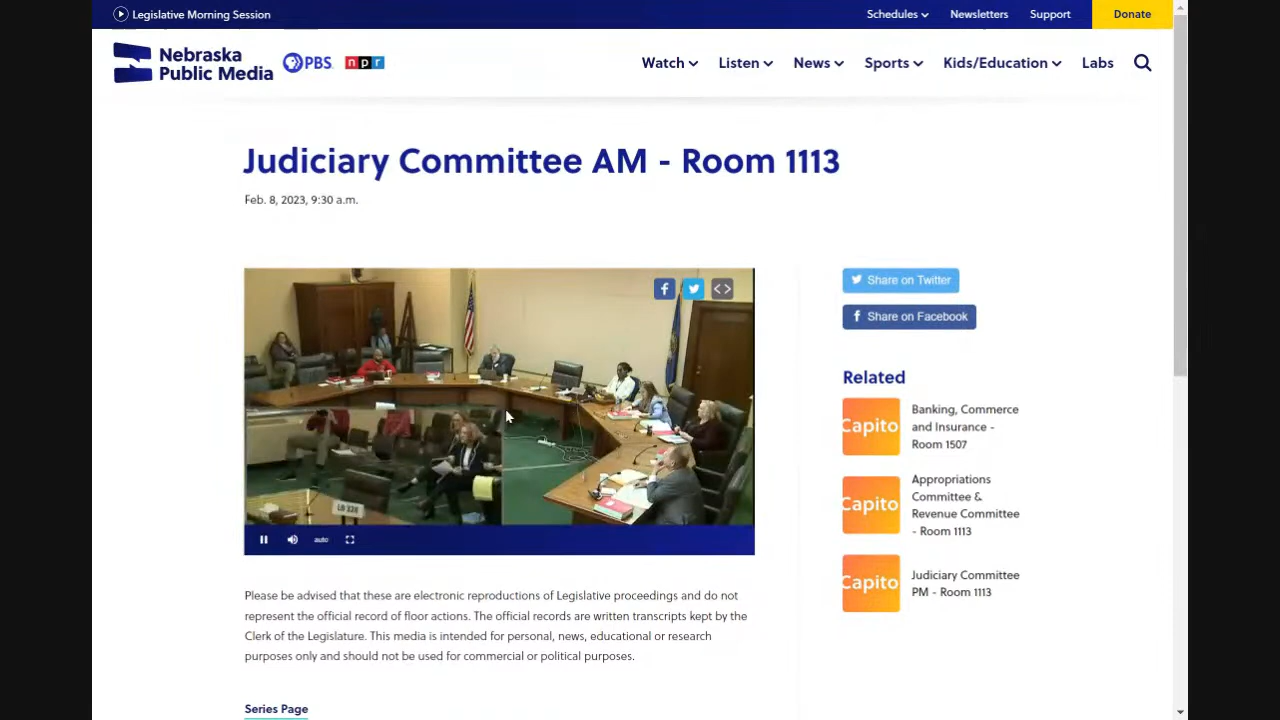 Legislative Morning Session
Schedules
Newsletters
Support
Donate
Nebraska
Public Media
PBS
npr
Watch
Listen
News
Sports
Kids/Education
Labs
Judiciary Committee AM - Room 1113
Feb. 8, 2023, 9:30 a.m.
LB 320
auto
Please be advised that these are electronic reproductions of Legislative proceedings and do not
represent the official record of floor actions. The official records are written transcripts kept by the
Clerk of the Legislature. This media is intended for personal, news, educational or research
purposes only and should not be used for commercial or political purposes.
Series Page
Share on Twitter
Share on Facebook
Related
Capito
Banking, Commerce
and Insurance -
Room 1507
Capito
Appropriations
Committee &
Revenue Committee
- Room 1113
Capito
Judiciary Committee
PM - Room 1113